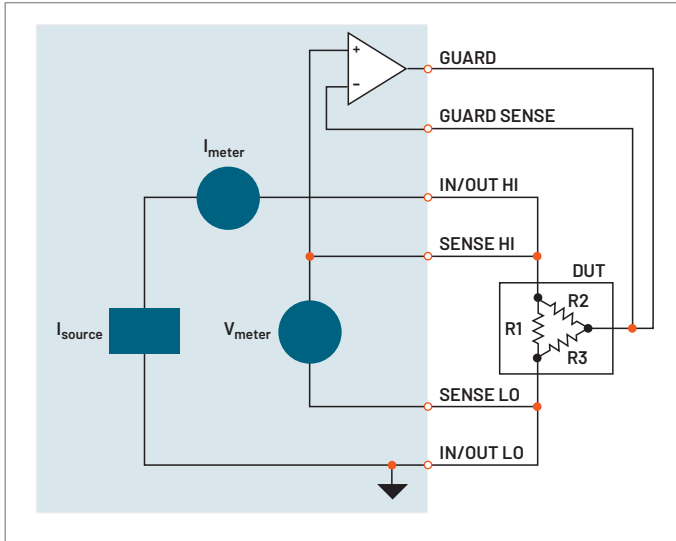 GUARD
+
−
GUARD SENSE
Imeter
IN/OUT HI
SENSE HI
DUT
R2
R1
R3
Isource
Vmeter
SENSE LO
IN/OUT LO